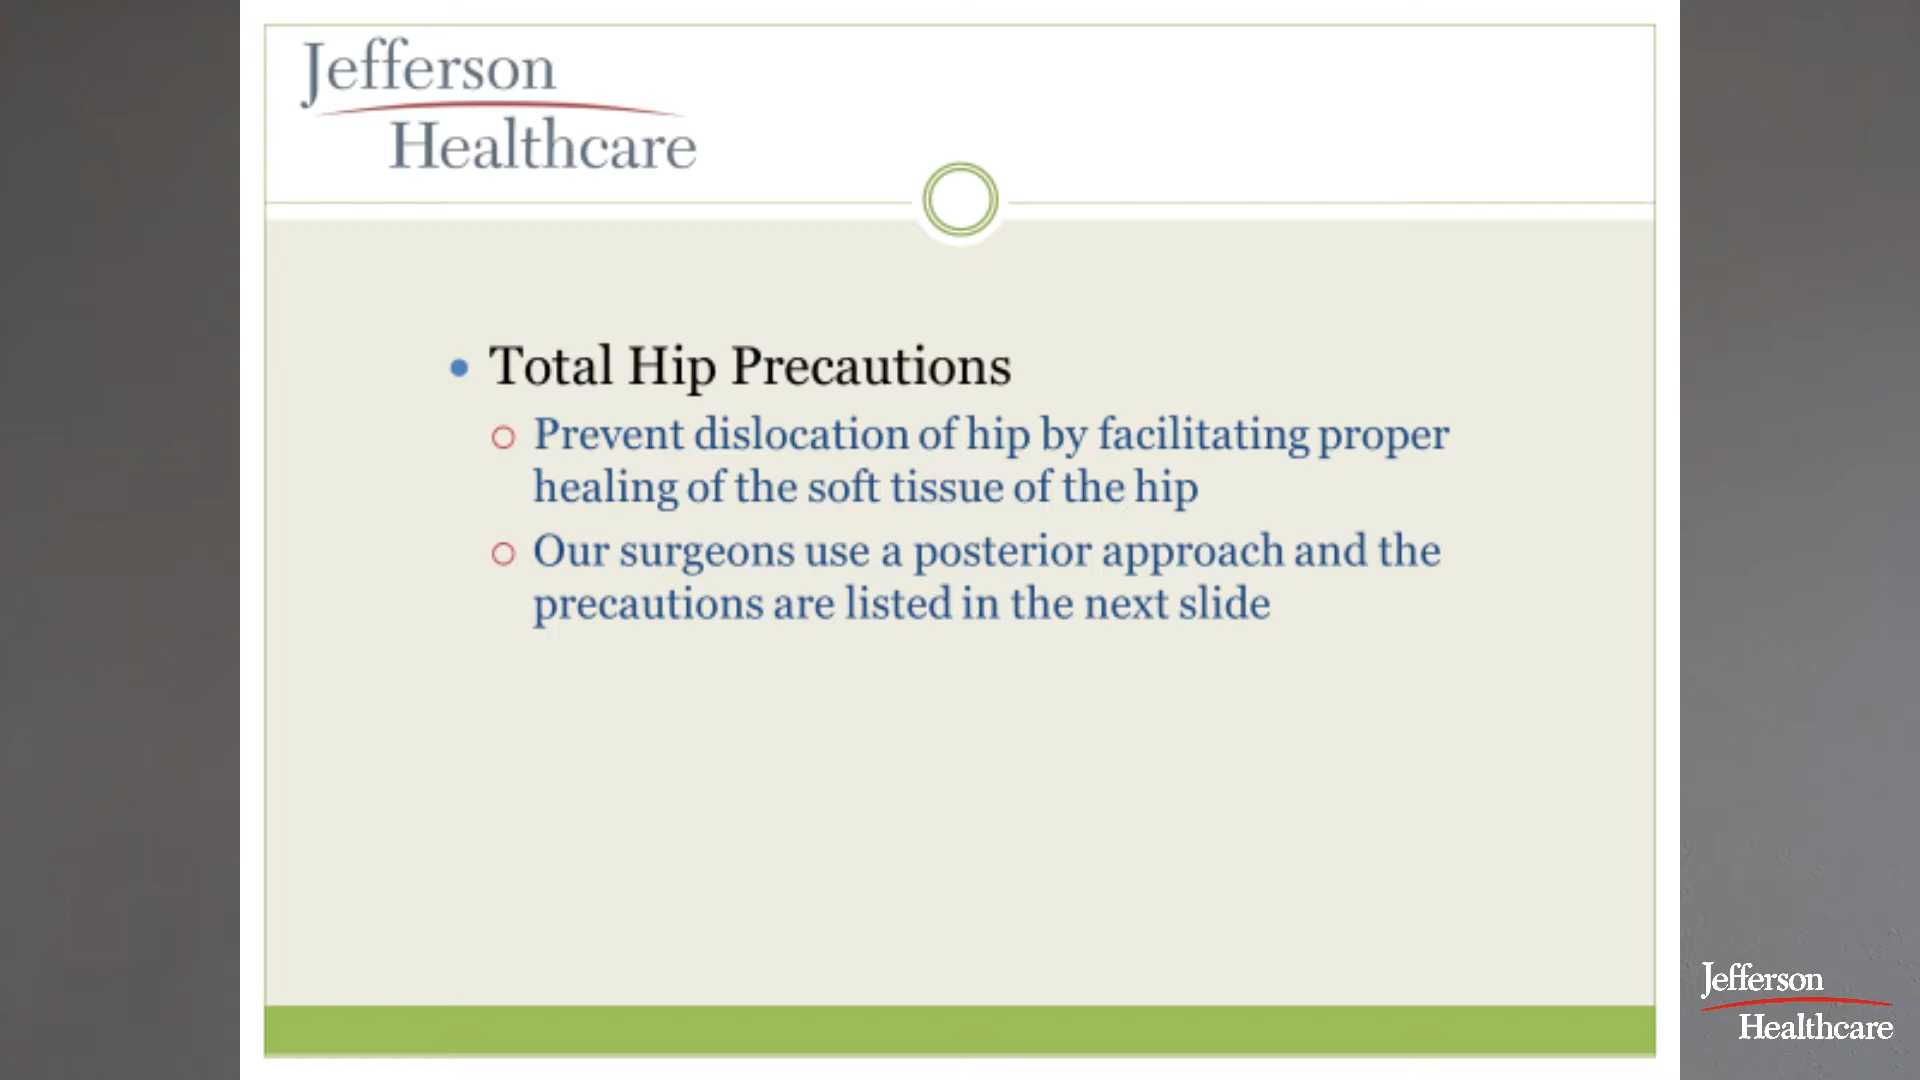 Jefferson
Healthcare
Total Hip Precautions
Prevent dislocation of hip by facilitating proper
healing of the soft tissue of the hip
Our surgeons use a posterior approach and the
precautions are listed in the next slide
Jefferson
Healthcare